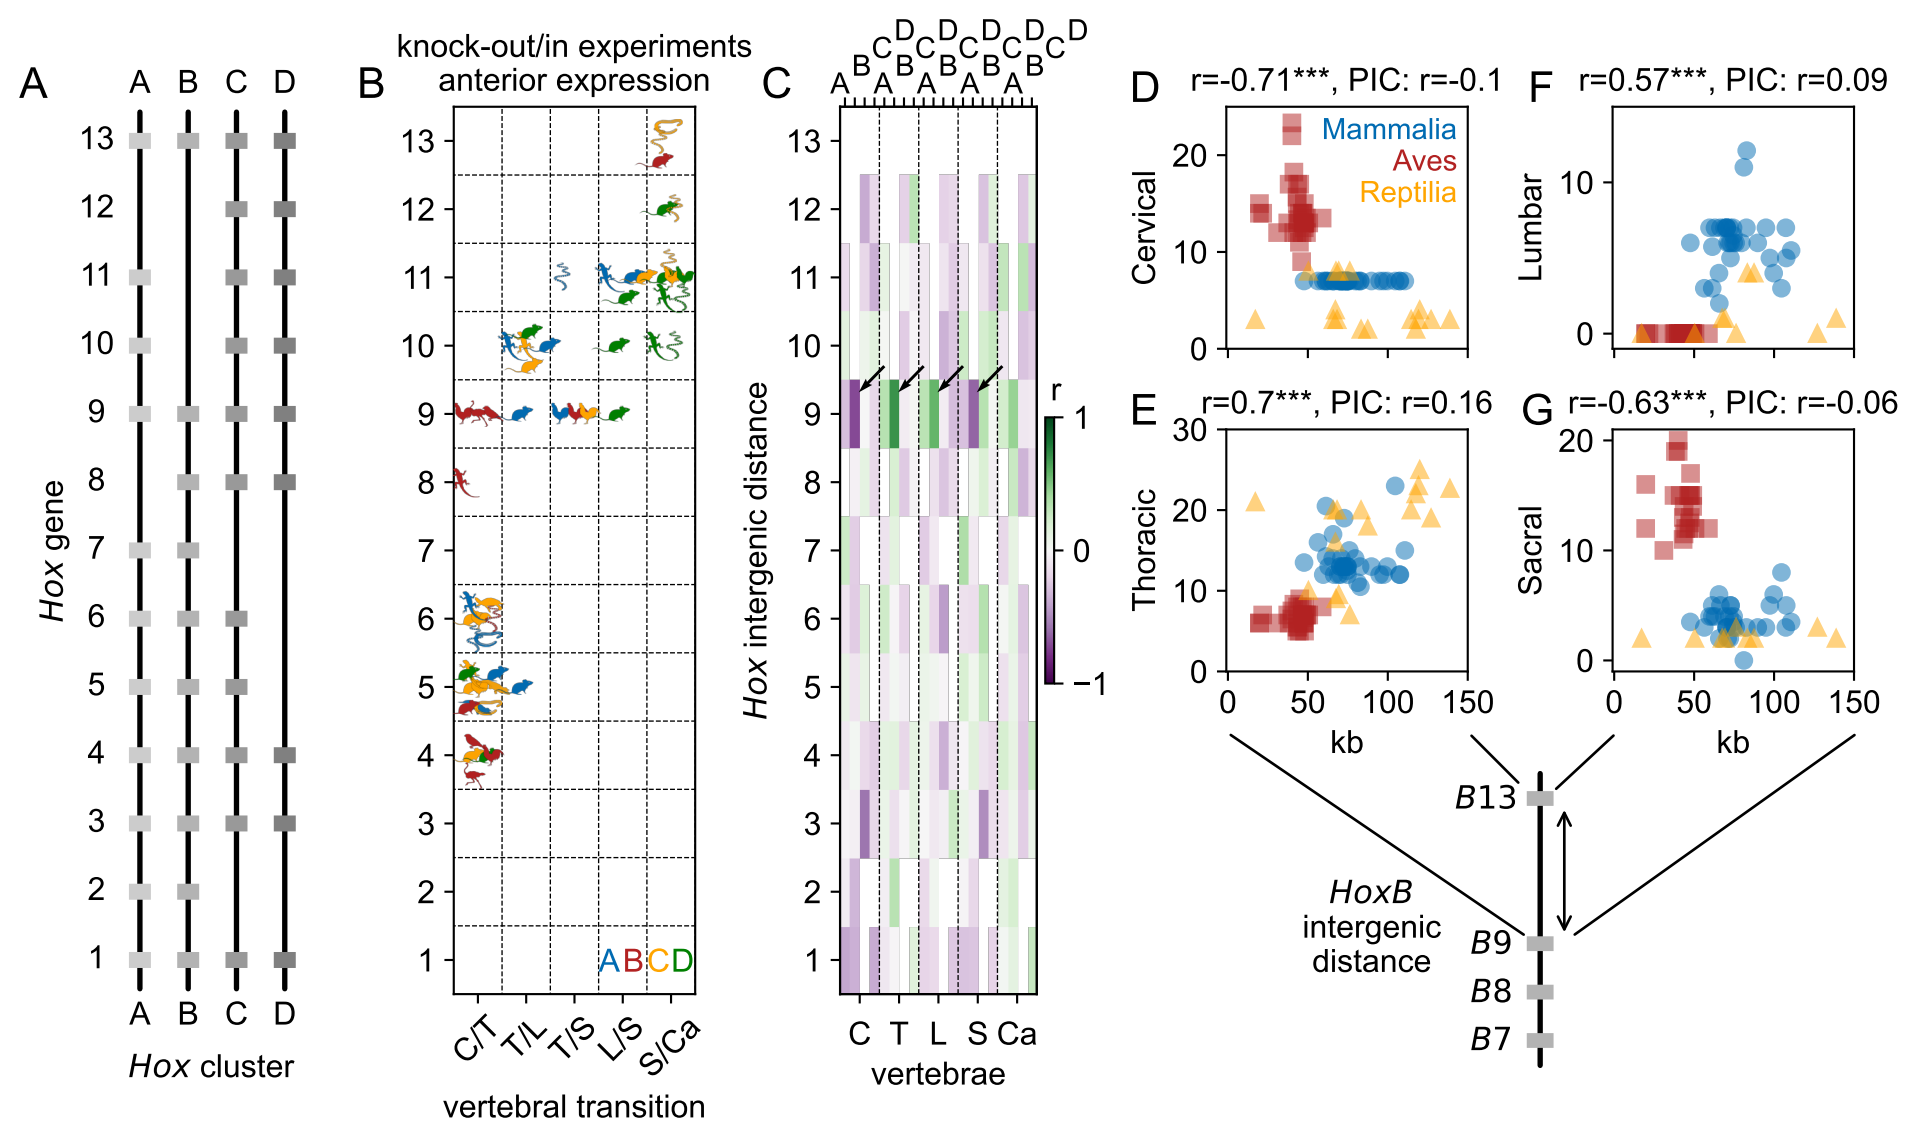 A
A B C D
13
12
11
10
9
8
7
6
5
4
3
2
1
Hox gene
A B C D
Hox cluster
B
knock-out/in experiments
anterior expression
13
12
11
10
9
8
7
6
5
4
3
2
1
A B C D
C/T T/L T/S L/S S/Ca
vertebral transition
C
A B C D A B C D A B C D A B C D A B C D
13
12
11
10
9
8
7
6
5
4
3
2
1
Hox intergenic distance
C T L S Ca
vertebrae
r
1
0
−1
D
r=-0.71***, PIC: r=-0.1
Cervical
20
10
0
Mammalia
Aves
Reptilia
F
r=0.57***, PIC: r=0.09
Lumbar
10
0
E
r=0.7***, PIC: r=0.16
Thoracic
30
20
10
0
0 50 100 150
kb
G
r=-0.63***, PIC: r=-0.06
Sacral
20
10
0
0 50 100 150
kb
B13
HoxB
intergenic
distance
B9
B8
B7